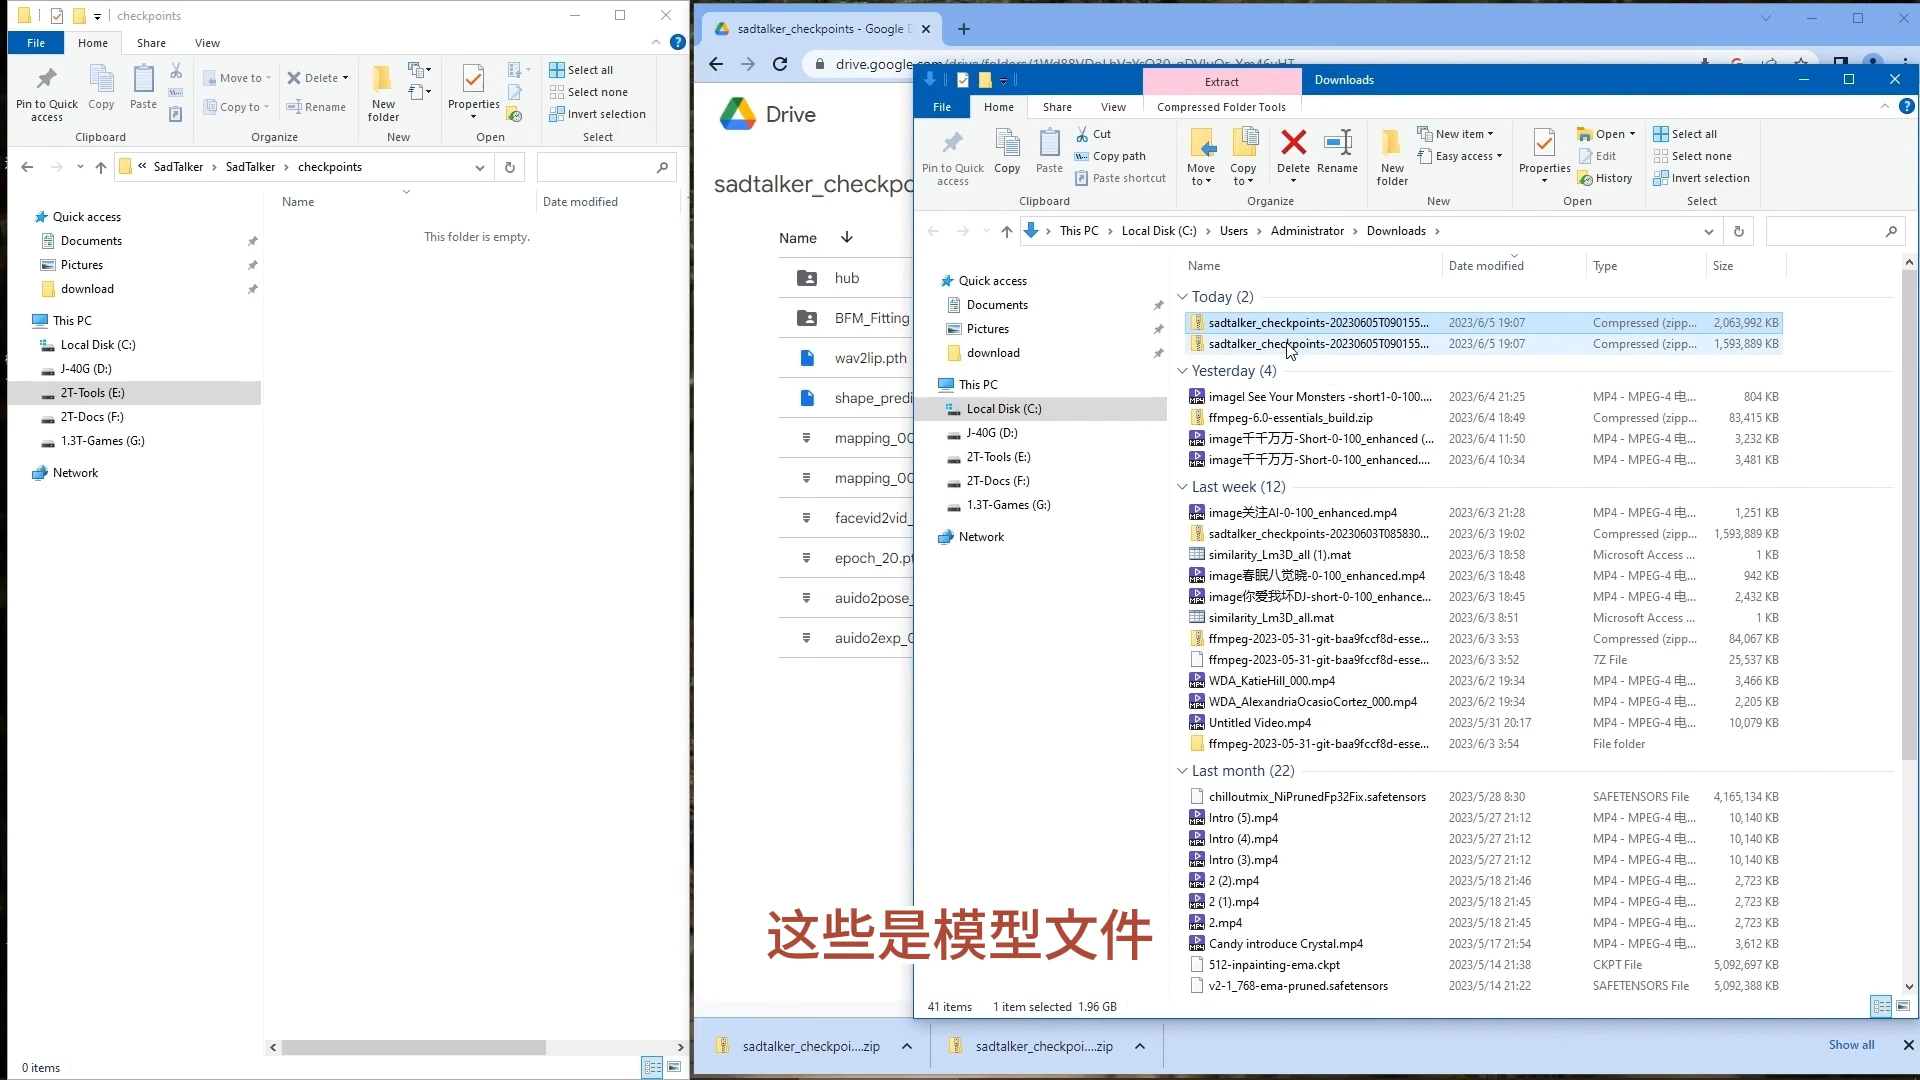 checkpoints
File
Home
Share
View
Pin to Quick access
Copy
Paste
Move to
Copy to
Delete
Rename
New folder
Properties
Select all
Select none
Invert selection
Clipboard
Organize
New
Open
Select
« SadTalker › SadTalker › checkpoints
Name
Date modified
This folder is empty.
Quick access
Documents
Pictures
download
This PC
Local Disk (C:)
J-40G (D:)
2T-Tools (E:)
2T-Docs (F:)
1.3T-Games (G:)
Network
0 items
sadtalker_checkpoints - Google
Drive
sadtalker_checkpo
Name
hub
BFM_Fitting
wav2lip.pth
shape_predi
mapping_00
mapping_00
facevid2vid_
epoch_20.pt
auido2pose_
auido2exp_0
Extract
Downloads
File
Home
Share
View
Compressed Folder Tools
Pin to Quick access
Copy
Paste
Cut
Copy path
Paste shortcut
Move to
Copy to
Delete
Rename
New folder
New item
Easy access
Properties
Open
Edit
History
Select all
Select none
Invert selection
Clipboard
Organize
New
Open
Select
This PC › Local Disk (C:) › Users › Administrator › Downloads ›
Quick access
Documents
Pictures
download
This PC
Local Disk (C:)
J-40G (D:)
2T-Tools (E:)
2T-Docs (F:)
1.3T-Games (G:)
Network
Name Date modified Type Size
Today (2)
sadtalker_checkpoints-20230605T090155... 2023/6/5 19:07 Compressed (zipp... 2,063,992 KB
sadtalker_checkpoints-20230605T090155... 2023/6/5 19:07 Compressed (zipp... 1,593,889 KB
Yesterday (4)
imageI See Your Monsters -short1-0-100.... 2023/6/4 21:25 MP4 - MPEG-4 电... 804 KB
ffmpeg-6.0-essentials_build.zip 2023/6/4 18:49 Compressed (zipp... 83,415 KB
image千千万万-Short-0-100_enhanced (... 2023/6/4 11:50 MP4 - MPEG-4 电... 3,232 KB
image千千万万-Short-0-100_enhanced.... 2023/6/4 10:34 MP4 - MPEG-4 电... 3,481 KB
Last week (12)
image关注AI-0-100_enhanced.mp4 2023/6/3 21:28 MP4 - MPEG-4 电... 1,251 KB
sadtalker_checkpoints-20230603T085830... 2023/6/3 19:02 Compressed (zipp... 1,593,889 KB
similarity_Lm3D_all (1).mat 2023/6/3 18:58 Microsoft Access ... 1 KB
image春眠八觉晓-0-100_enhanced.mp4 2023/6/3 18:48 MP4 - MPEG-4 电... 942 KB
image你爱我坏DJ-short-0-100_enhance... 2023/6/3 18:45 MP4 - MPEG-4 电... 2,432 KB
similarity_Lm3D_all.mat 2023/6/3 8:51 Microsoft Access ... 1 KB
ffmpeg-2023-05-31-git-baa9fccf8d-esse... 2023/6/3 3:53 Compressed (zipp... 84,067 KB
ffmpeg-2023-05-31-git-baa9fccf8d-esse... 2023/6/3 3:52 7Z File 25,537 KB
WDA_KatieHill_000.mp4 2023/6/2 19:34 MP4 - MPEG-4 电... 3,466 KB
WDA_AlexandriaOcasioCortez_000.mp4 2023/6/2 19:34 MP4 - MPEG-4 电... 2,205 KB
Untitled Video.mp4 2023/5/31 20:17 MP4 - MPEG-4 电... 10,079 KB
ffmpeg-2023-05-31-git-baa9fccf8d-esse... 2023/6/3 3:54 File folder
Last month (22)
chilloutmix_NiPrunedFp32Fix.safetensors 2023/5/28 8:30 SAFETENSORS File 4,165,134 KB
Intro (5).mp4 2023/5/27 21:12 MP4 - MPEG-4 电... 10,140 KB
Intro (4).mp4 2023/5/27 21:12 MP4 - MPEG-4 电... 10,140 KB
Intro (3).mp4 2023/5/27 21:12 MP4 - MPEG-4 电... 10,140 KB
2 (2).mp4 2023/5/18 21:46 MP4 - MPEG-4 电... 2,723 KB
2 (1).mp4 2023/5/18 21:45 MP4 - MPEG-4 电... 2,723 KB
2.mp4 2023/5/18 21:45 MP4 - MPEG-4 电... 2,723 KB
Candy introduce Crystal.mp4 2023/5/17 21:54 MP4 - MPEG-4 电... 3,612 KB
512-inpainting-ema.ckpt 2023/5/14 21:38 CKPT File 5,092,697 KB
v2-1_768-ema-pruned.safetensors 2023/5/14 21:22 SAFETENSORS File 5,092,388 KB
41 items 1 item selected 1.96 GB
这些是模型文件
sadtalker_checkpoi....zip
sadtalker_checkpoi....zip
Show all